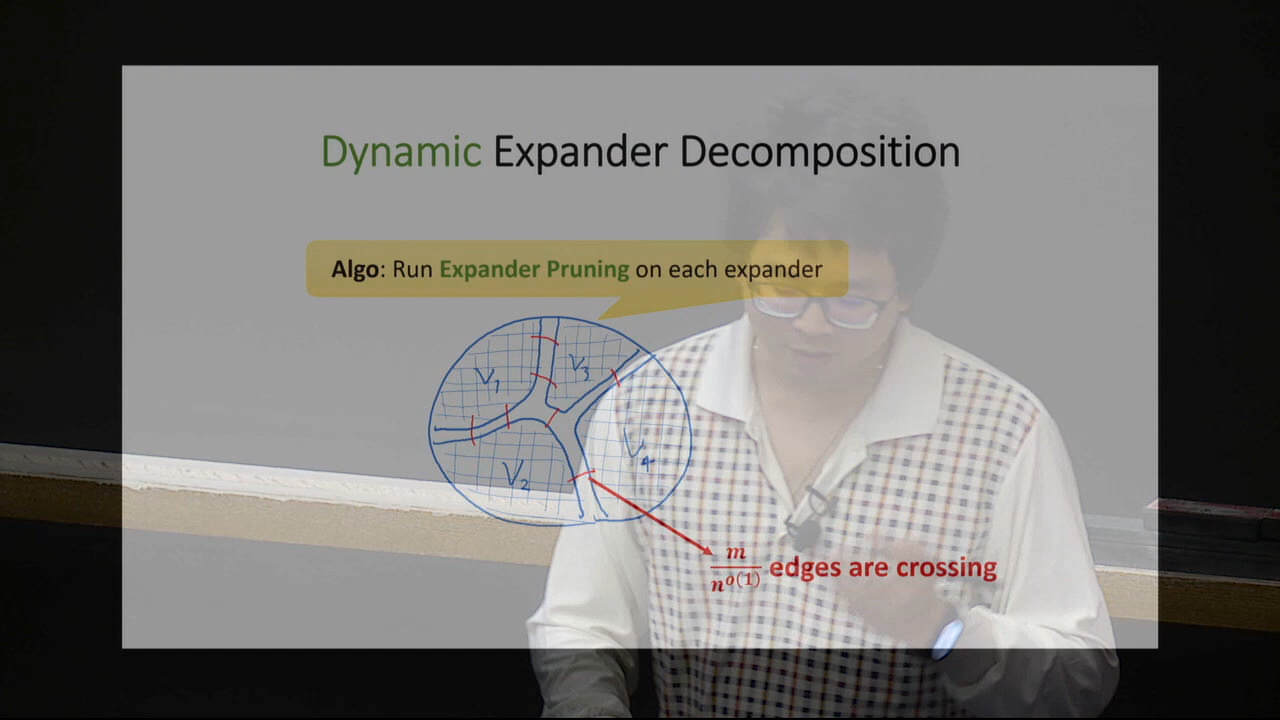 Dynamic Expander Decomposition
Algo: Run Expander Pruning on each expander
V₁
V₃
V₂
V₄
m
n^{o(1)} edges are crossing